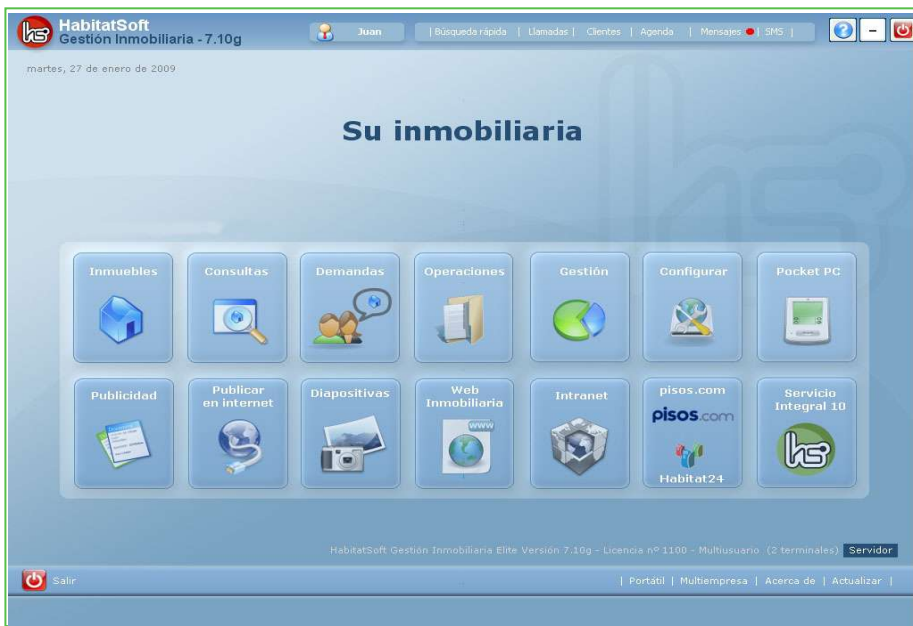 HabitatSoft
Gestión Inmobiliaria - 7.10g
Juan
| Búsqueda rápida | Llamadas | Clientes | Agenda | Mensajes | SMS |
martes, 27 de enero de 2009
Su inmobiliaria
Inmuebles Consultas Demandas Operaciones Gestión Configurar Pocket PC
Publicidad
Publicar
en internet
Diapositivas
Web
Inmobiliaria
www
Intranet
pisos.com
pisos.com
Habitat24
Servicio
Integral 10
HabitatSoft Gestión Inmobiliaria Elite Versión 7.10g - Licencia nº 1100 - Multiusuario (2 terminales) Servidor
Salir
| Portátil | Multiempresa | Acerca de | Actualizar |